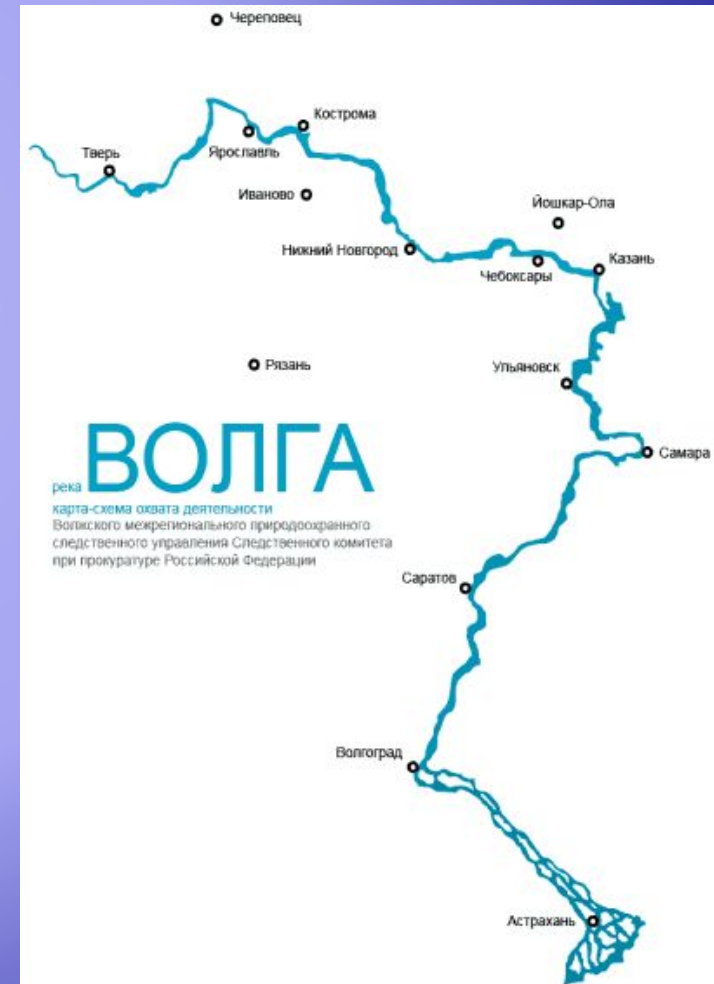 Череповец
Кострома
Тверь
Ярославль
Иваново
Йошкар-Ола
Нижний Новгород
Казань
Чебоксары
Рязань
Ульяновск
река ВОЛГА
Самара
карта-схема охвата деятельности
Волжского межрегионального природоохранного
следственного управления Следственного комитета
при прокуратуре Российской Федерации
Саратов
Волгоград
Астрахань